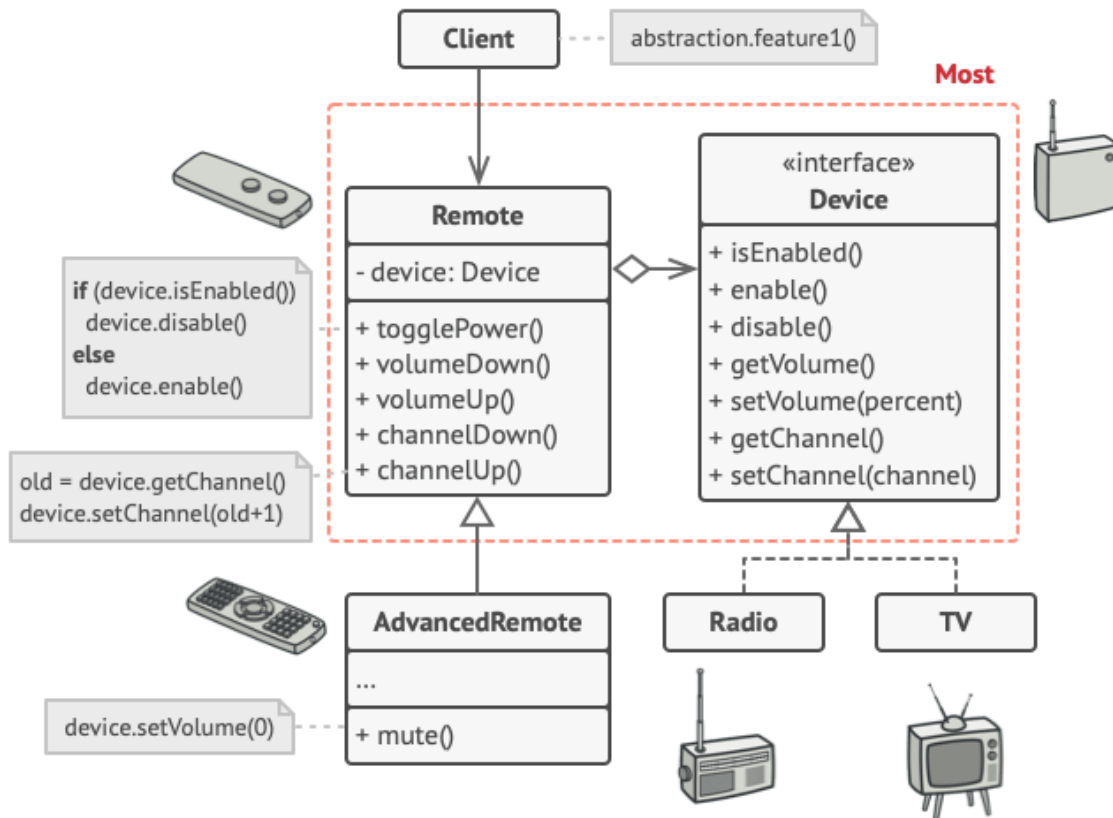 Client
abstraction.feature1()
Most
«interface»
Device
+ isEnabled()
+ enable()
+ disable()
+ getVolume()
+ setVolume(percent)
+ getChannel()
+ setChannel(channel)
Remote
- device: Device
+ togglePower()
+ volumeDown()
+ volumeUp()
+ channelDown()
+ channelUp()
if (device.isEnabled())
device.disable()
else
device.enable()
old = device.getChannel()
device.setChannel(old+1)
AdvancedRemote
...
+ mute()
device.setVolume(0)
Radio
TV